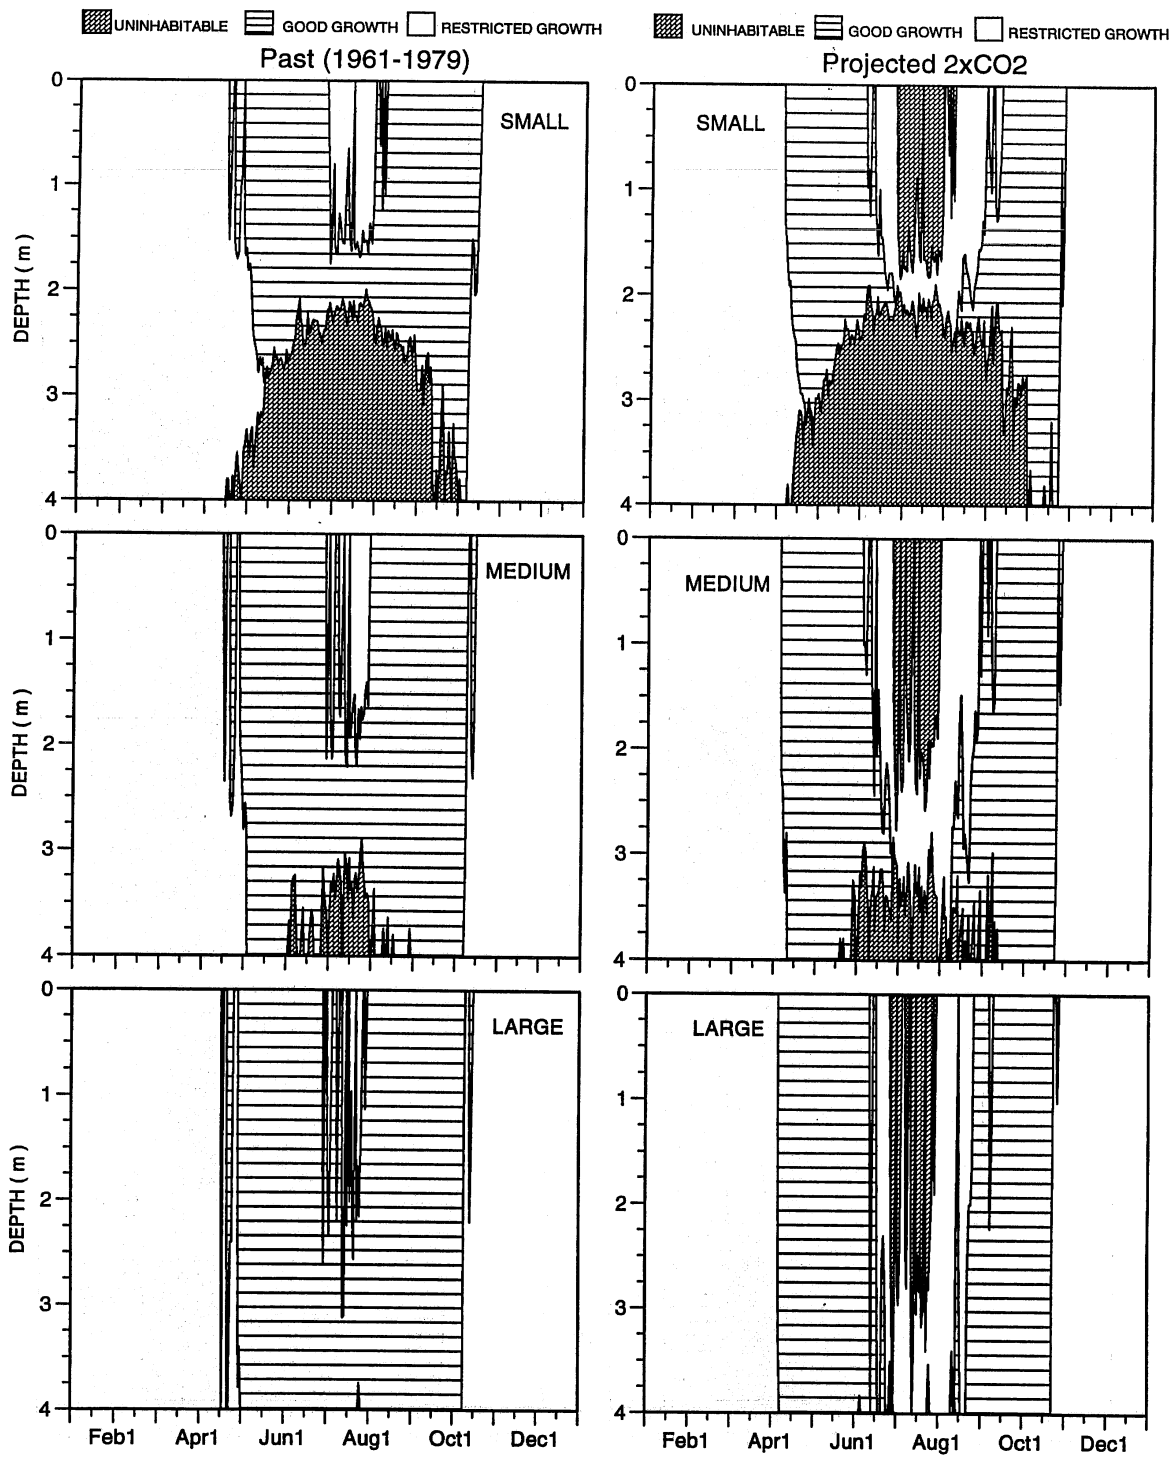 UNINHABITABLE GOOD GROWTH RESTRICTED GROWTH
UNINHABITABLE GOOD GROWTH RESTRICTED GROWTH
Past (1961-1979)
Projected 2xCO2
0
1
2
3
4
DEPTH ( m )
SMALL
0
1
2
3
4
SMALL
0
1
2
3
4
DEPTH ( m )
MEDIUM
0
1
2
3
4
MEDIUM
0
1
2
3
4
DEPTH ( m )
LARGE
0
1
2
3
4
LARGE
Feb1 Apr1 Jun1 Aug1 Oct1 Dec1
Feb1 Apr1 Jun1 Aug1 Oct1 Dec1